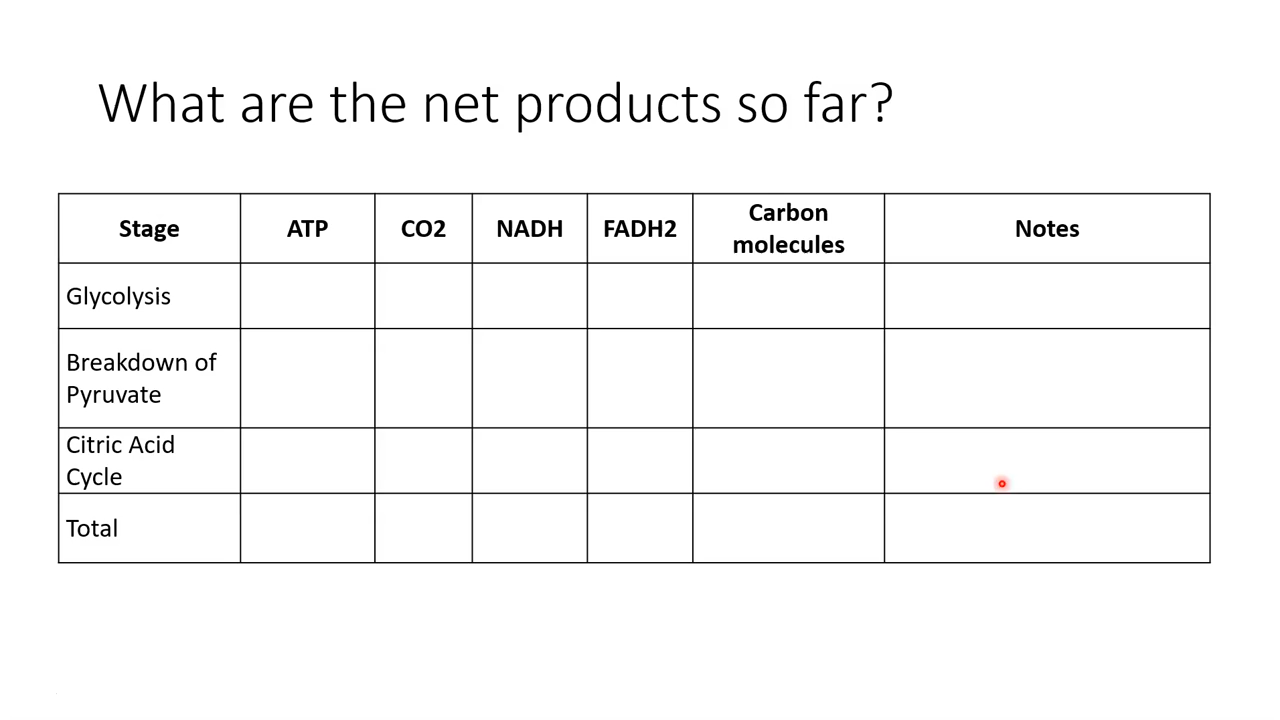 What are the net products so far?
Stage ATP CO2 NADH FADH2 Carbon molecules Notes
Glycolysis
Breakdown of
Pyruvate
Citric Acid
Cycle
Total